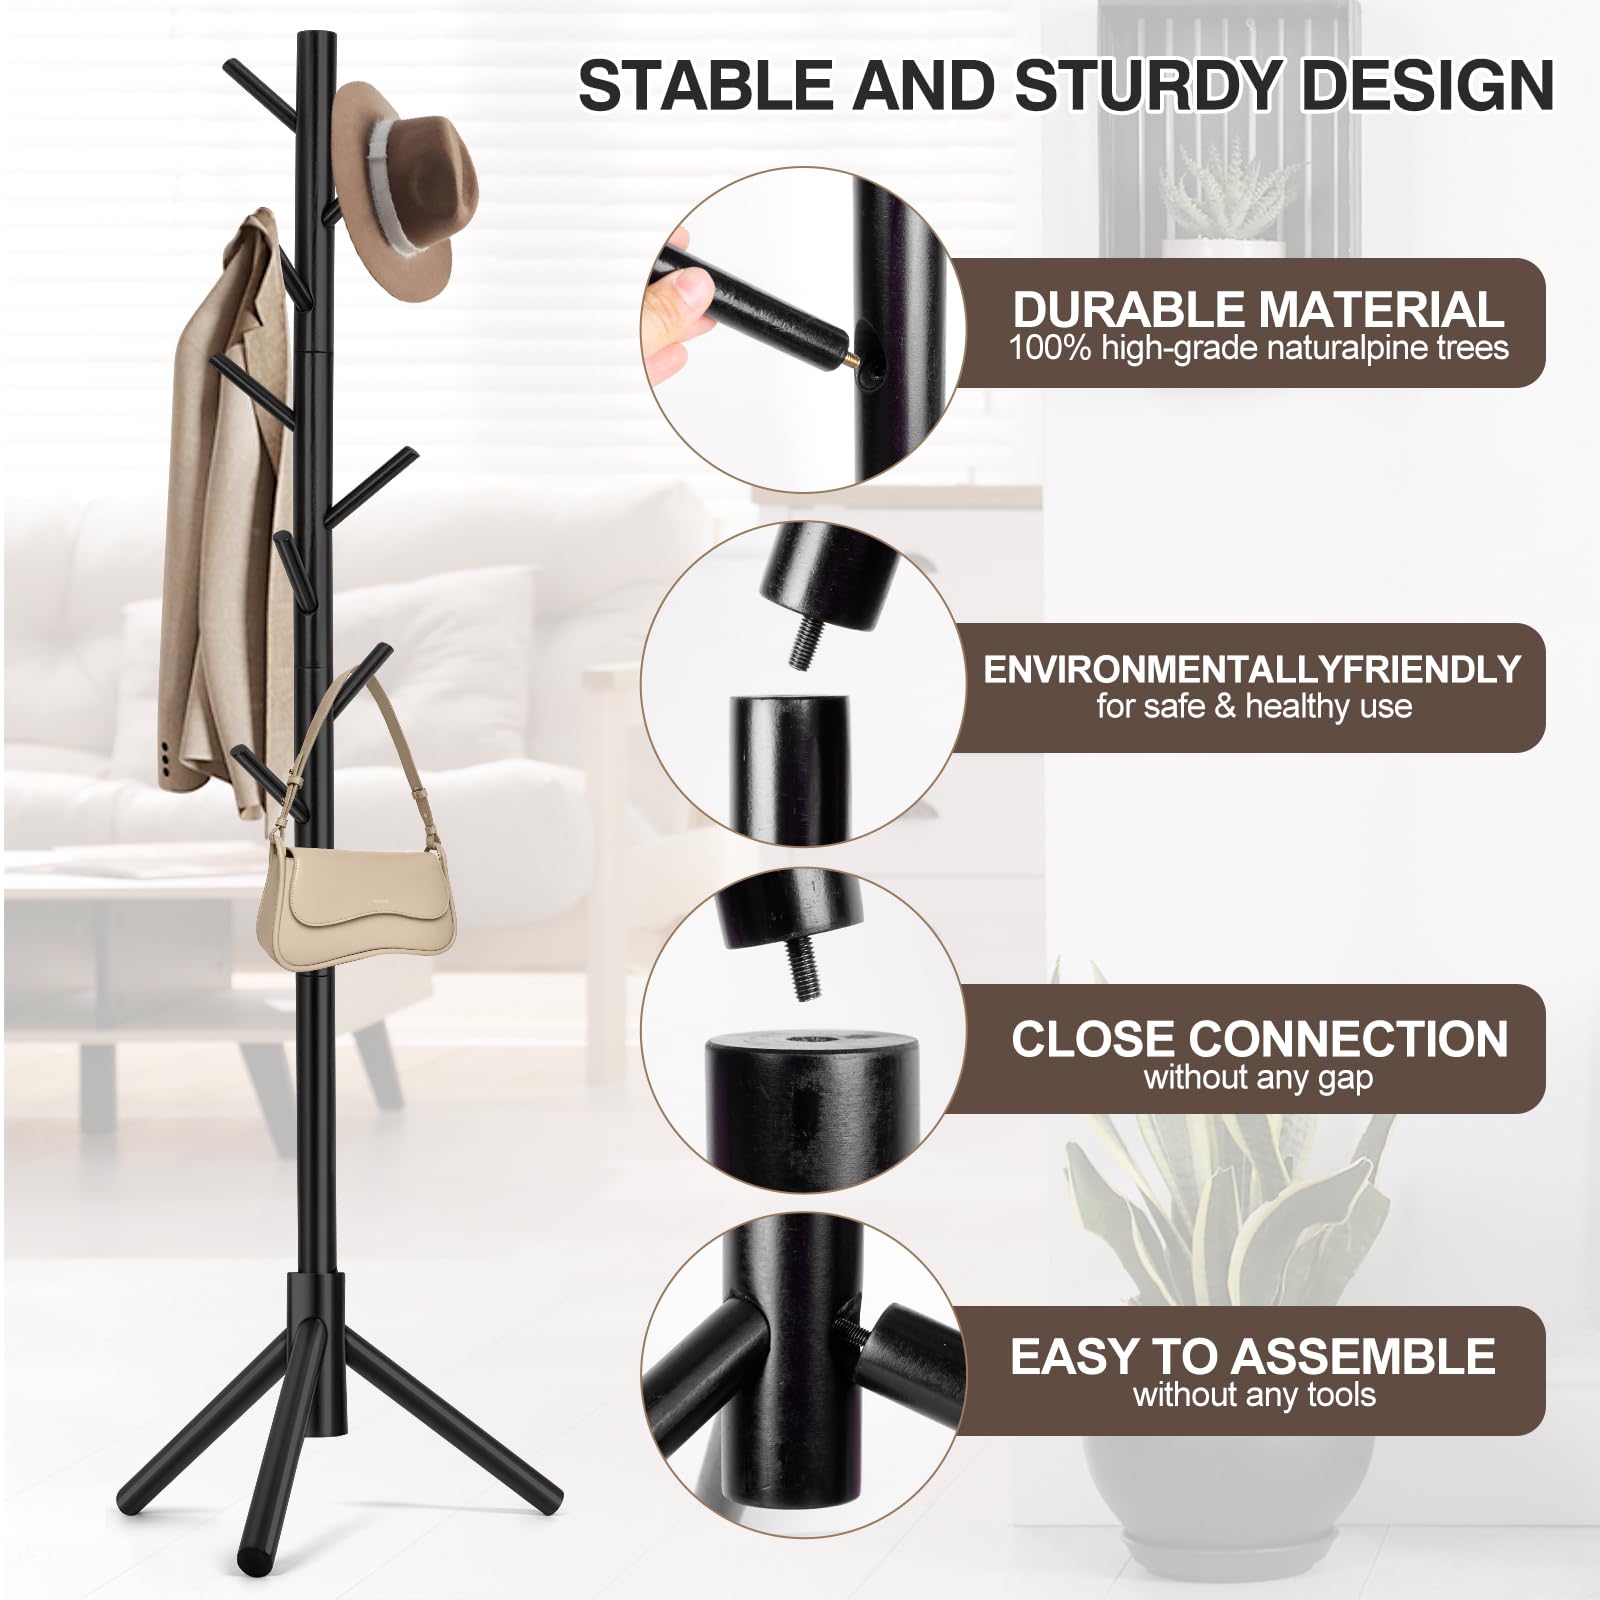 STABLE AND STURDY DESIGN
DURABLE MATERIAL
100% high-grade naturalpine trees
ENVIRONMENTALLYFRIENDLY
for safe & healthy use
CLOSE CONNECTION
without any gap
EASY TO ASSEMBLE
without any tools